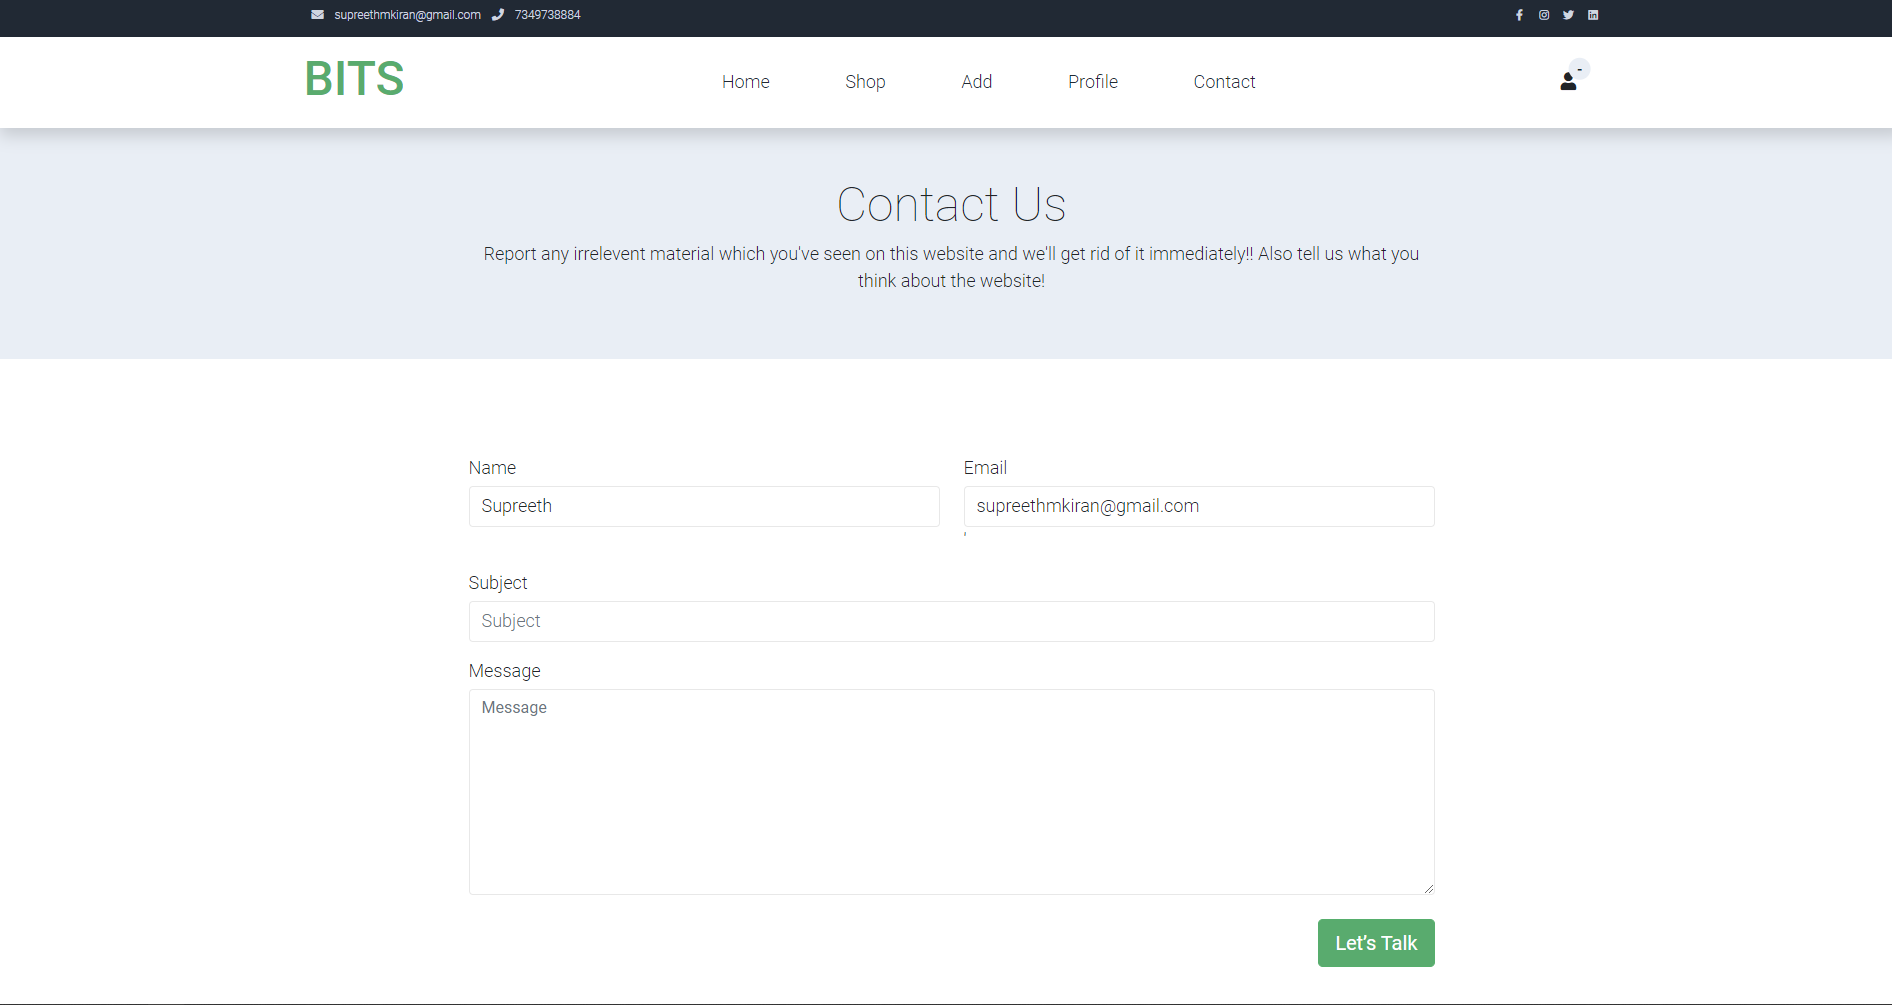 supreethmkiran@gmail.com 7349738884
BITS
Home Shop Add Profile Contact
-
Contact Us
Report any irrelevent material which you've seen on this website and we'll get rid of it immediately!! Also tell us what you
think about the website!
Name Email
Supreeth supreethmkiran@gmail.com
'
Subject
Subject
Message
Message
Let's Talk